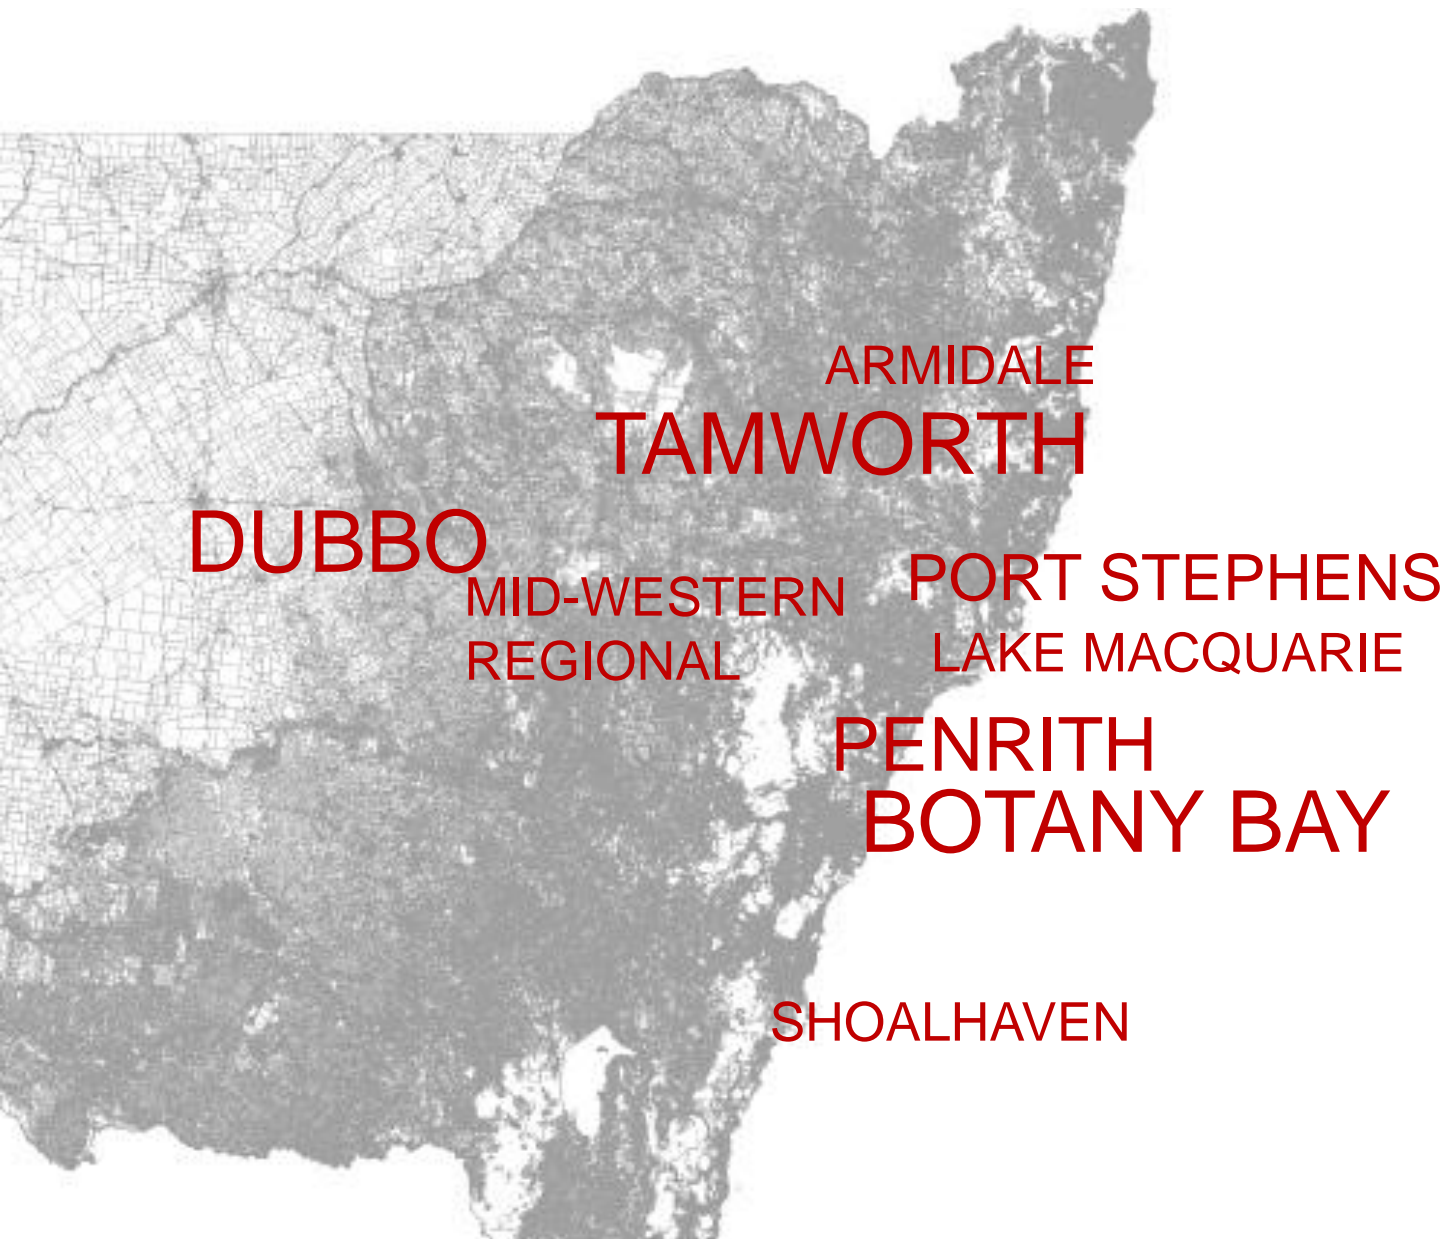 ARMIDALE
TAMWORTH
DUBBO
PORT STEPHENS
MID-WESTERN
REGIONAL
LAKE MACQUARIE
PENRITH
BOTANY BAY
SHOALHAVEN